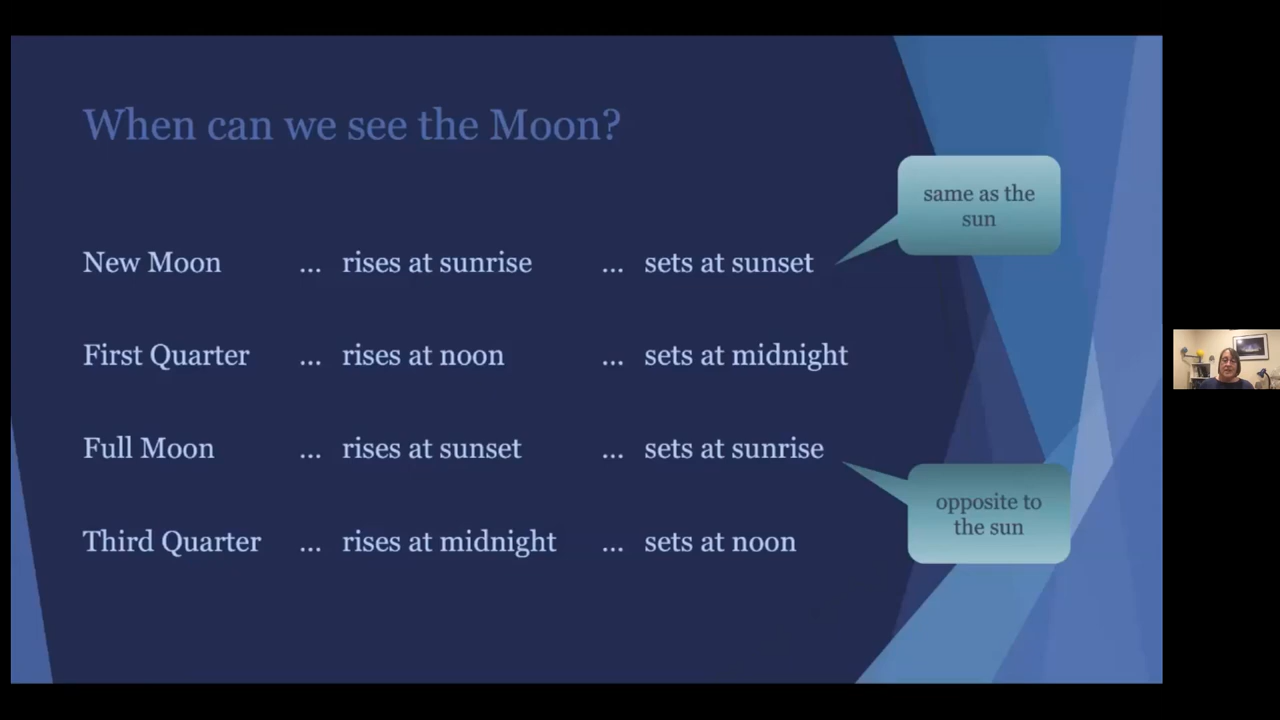 When can we see the Moon?
same as the
sun
New Moon ... rises at sunrise ... sets at sunset
First Quarter ... rises at noon ... sets at midnight
Full Moon ... rises at sunset ... sets at sunrise
opposite to
the sun
Third Quarter ... rises at midnight ... sets at noon